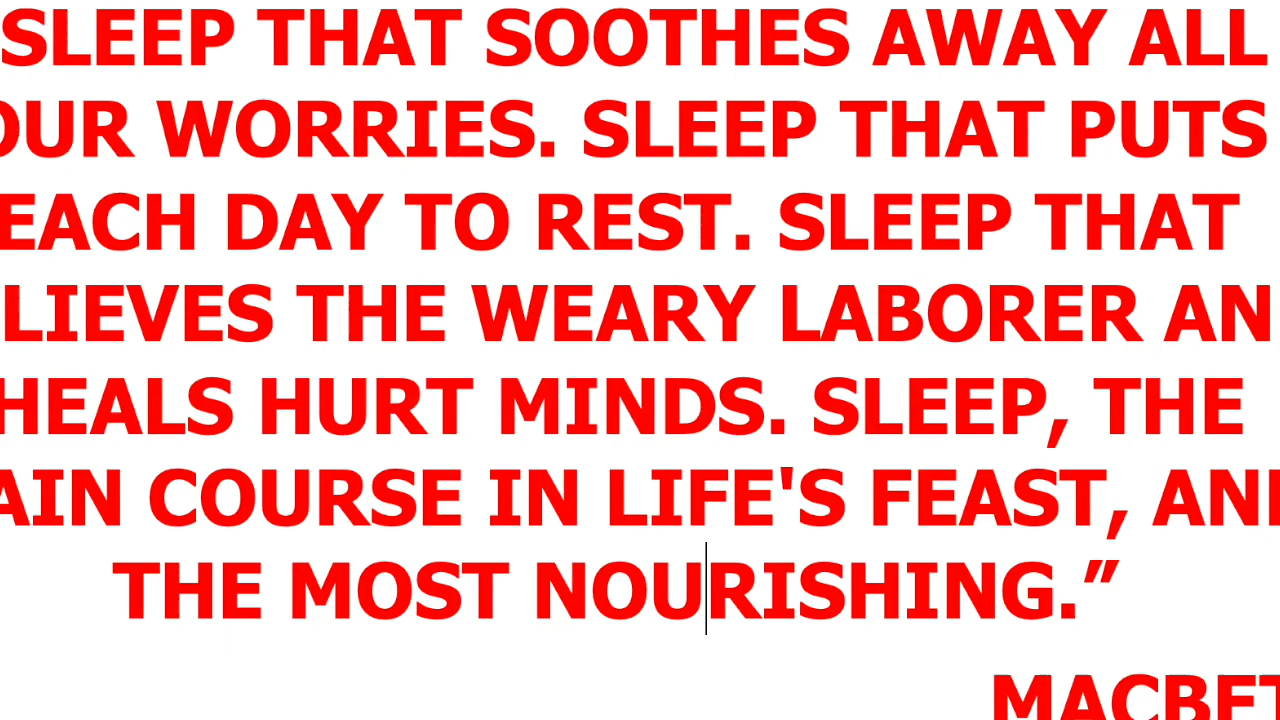 SLEEP THAT SOOTHES AWAY ALL
OUR WORRIES. SLEEP THAT PUTS
EACH DAY TO REST. SLEEP THAT
LIEVES THE WEARY LABORER AN
HEALS HURT MINDS. SLEEP, THE
AIN COURSE IN LIFE'S FEAST, AND
THE MOST NOURISHING.”
MACBET